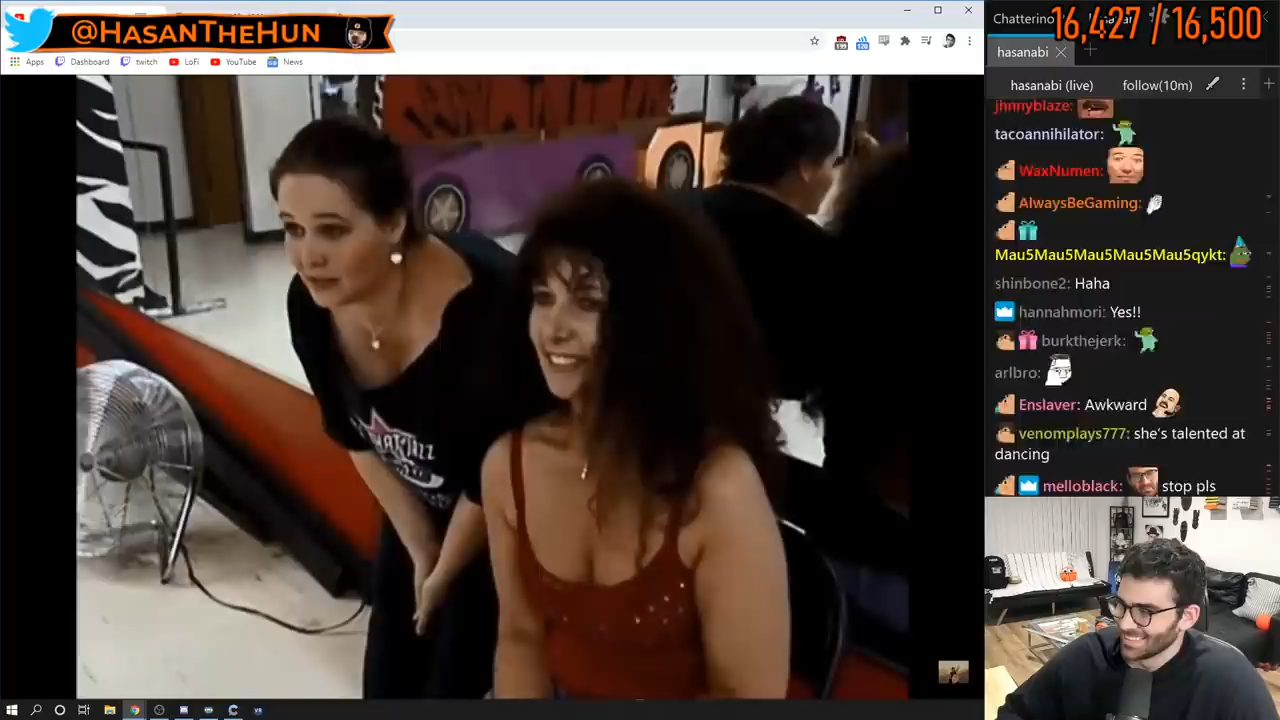 @HasanTheHun
Apps Dashboard twitch LoFi YouTube News
Chatterino
16,427 / 16,500
hasanabi
hasanabi (live) follow(10m)
jhnnyblaze:
tacoannihilator:
WaxNumen:
AlwaysBeGaming:
Mau5Mau5Mau5Mau5Mau5qykt:
shinbone2: Haha
hannahmori: Yes!!
burkthejerk:
arlbro:
Enslaver: Awkward
venomplays777: she's talented at
dancing
melloblack: stop pls